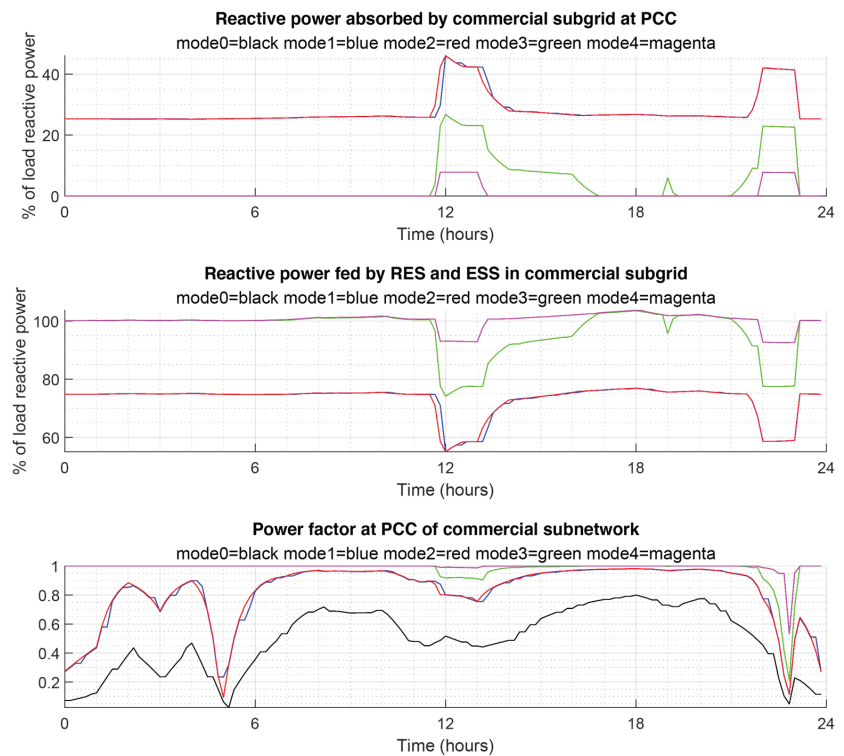 Reactive power absorbed by commercial subgrid at PCC
mode0=black mode1=blue mode2=red mode3=green mode4=magenta
% of load reactive power
40
20
0
0 6 12 18 24
Time (hours)
Reactive power fed by RES and ESS in commercial subgrid
mode0=black mode1=blue mode2=red mode3=green mode4=magenta
% of load reactive power
100
80
60
0 6 12 18 24
Time (hours)
Power factor at PCC of commercial subnetwork
mode0=black mode1=blue mode2=red mode3=green mode4=magenta
1
0.8
0.6
0.4
0.2
0 6 12 18 24
Time (hours)